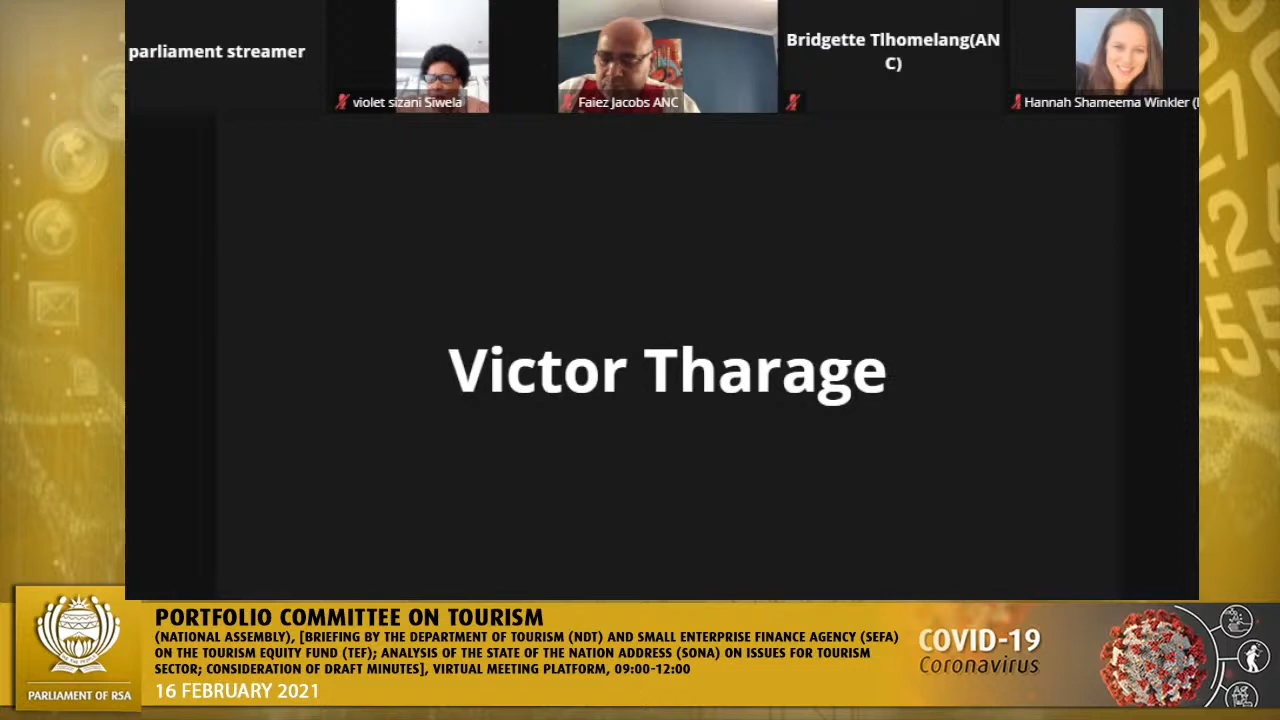 parliament streamer
violet sizani Siwela
Faiez Jacobs ANC
Bridgette Tlhomelang(AN
C)
Hannah Shameema Winkler (
Victor Tharage
PORTFOLIO COMMITTEE ON TOURISM
(NATIONAL ASSEMBLY), [BRIEFING BY THE DEPARTMENT OF TOURISM (NDT) AND SMALL ENTERPRISE FINANCE AGENCY (SEFA)
ON THE TOURISM EQUITY FUND (TEF); ANALYSIS OF THE STATE OF THE NATION ADDRESS (SONA) ON ISSUES FOR TOURISM
SECTOR; CONSIDERATION OF DRAFT MINUTES], VIRTUAL MEETING PLATFORM, 09:00-12:00
16 FEBRUARY 2021
PARLIAMENT OF RSA
COVID-19
Coronavirus